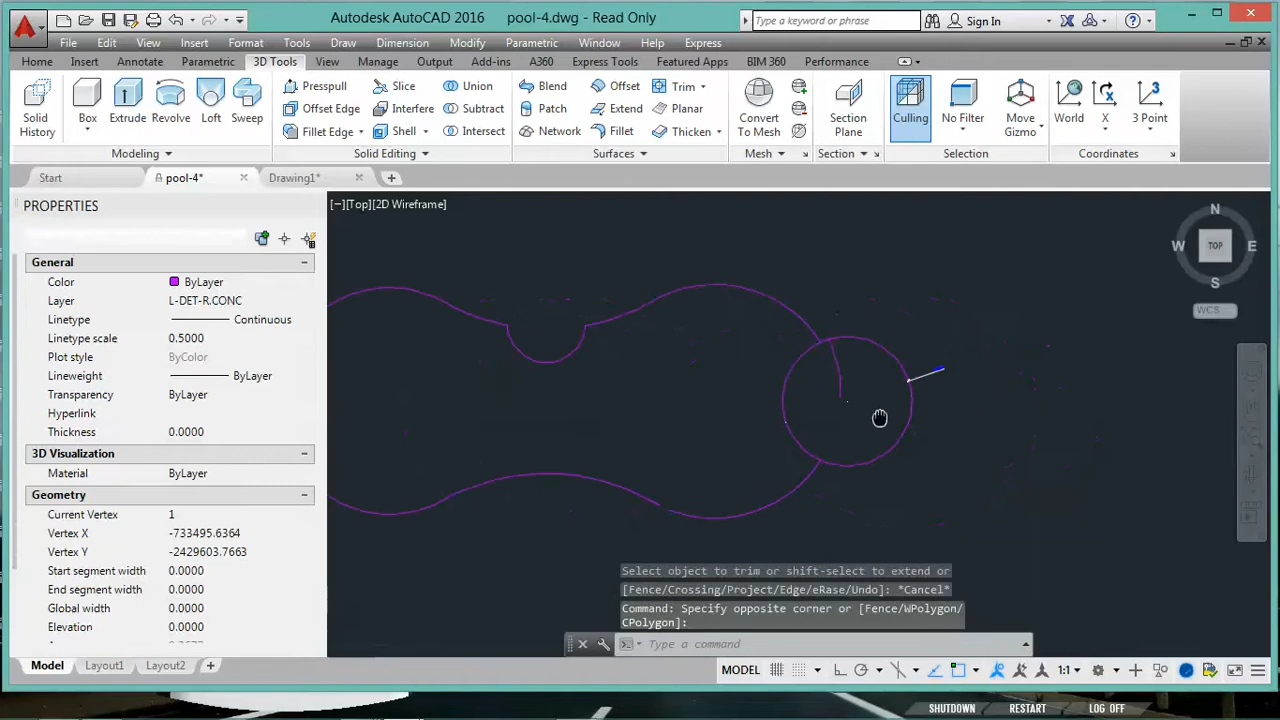 Autodesk AutoCAD 2016 pool-4.dwg - Read Only
Type a keyword or phrase
Sign In
File Edit View Insert Format Tools Draw Dimension Modify Parametric Window Help Express
Home Insert Annotate Parametric 3D Tools View Manage Output Add-ins A360 Express Tools Featured Apps BIM 360 Performance
Solid History
Box
Extrude
Revolve
Loft
Sweep
Modeling
Presspull Slice Union
Offset Edge Interfere Subtract
Fillet Edge Shell Intersect
Solid Editing
Blend Offset Trim
Patch Extend Planar
Network Fillet Thicken
Surfaces
Convert To Mesh
Mesh
Section Plane
Section
Culling
No Filter
Move Gizmo
Selection
World
X
3 Point
Coordinates
Start pool-4* Drawing1*
PROPERTIES
General
Color ByLayer
Layer L-DET-R.CONC
Linetype Continuous
Linetype scale 0.5000
Plot style ByColor
Lineweight ByLayer
Transparency ByLayer
Hyperlink
Thickness 0.0000
3D Visualization
Material ByLayer
Geometry
Current Vertex 1
Vertex X -733495.6364
Vertex Y -2429603.7663
Start segment width 0.0000
End segment width 0.0000
Global width 0.0000
Elevation 0.0000
[−][Top][2D Wireframe]
N
W TOP E
S
WCS
Select object to trim or shift-select to extend or
[Fence/Crossing/Project/Edge/eRase/Undo]: *Cancel*
Command: Specify opposite corner or [Fence/WPolygon/
CPolygon]:
Type a command
Model Layout1 Layout2
MODEL
1:1
SHUTDOWN RESTART LOG OFF